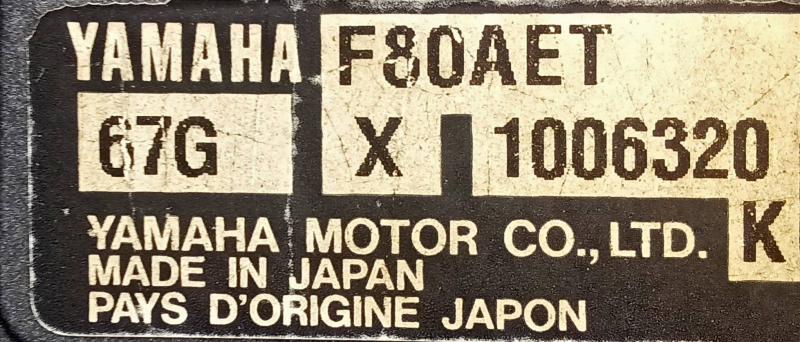 YAMAHA F80AET
67G X 1006320
K
YAMAHA MOTOR CO., LTD.
MADE IN JAPAN
PAYS D'ORIGINE JAPON